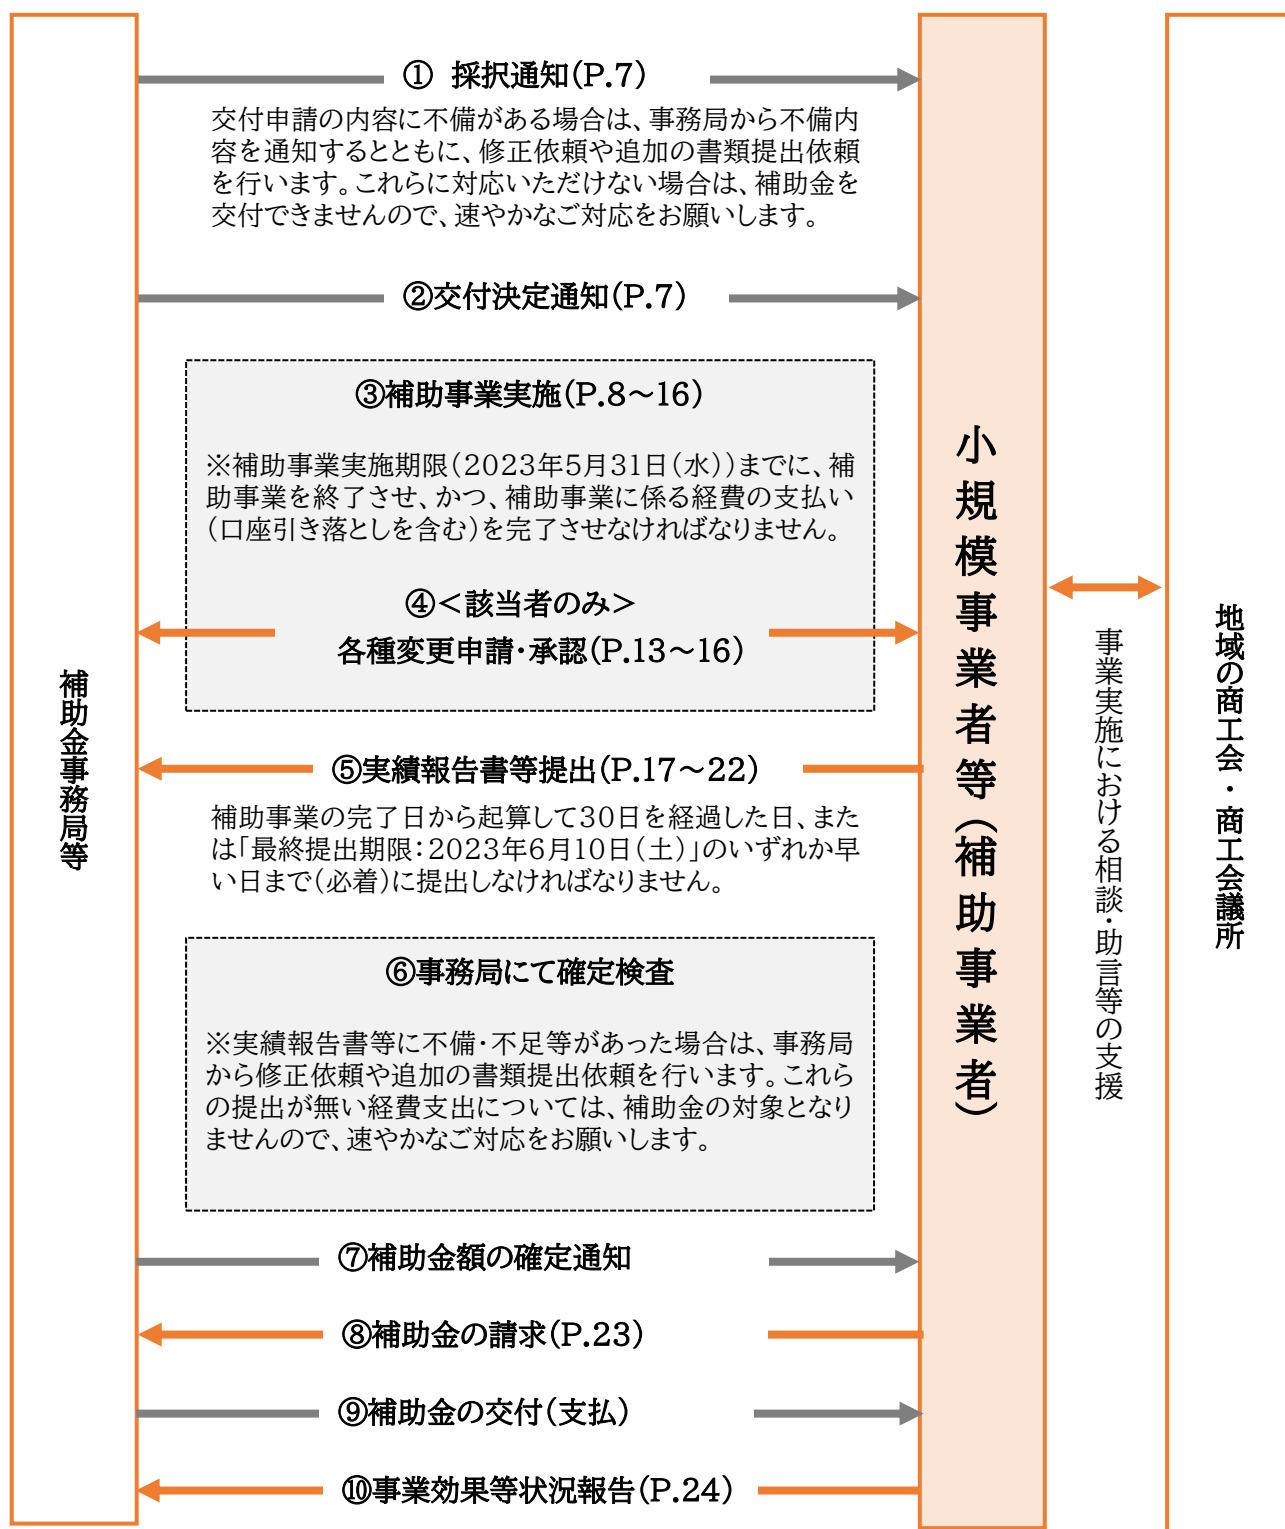 ① 採択通知(P.7)
交付申請の内容に不備がある場合は、事務局から不備内
容を通知するとともに、修正依頼や追加の書類提出依頼
を行います。これらに対応いただけない場合は、補助金を
交付できませんので、速やかなご対応をお願いします。
②交付決定通知(P.7)
③補助事業実施(P.8～16)
※補助事業実施期限(2023年5月31日(水))までに、補
助事業を終了させ、かつ、補助事業に係る経費の支払い
(口座引き落としを含む)を完了させなければなりません。
④<該当者のみ>
各種変更申請・承認(P.13～16)
⑤実績報告書等提出(P.17～22)
補助事業の完了日から起算して30日を経過した日、また
は「最終提出期限：2023年6月10日(土)」のいずれか早
い日まで(必着)に提出しなければなりません。
⑥事務局にて確定検査
※実績報告書等に不備・不足等があった場合は、事務局
から修正依頼や追加の書類提出依頼を行います。これら
の提出が無い経費支出については、補助金の対象となり
ませんので、速やかなご対応をお願いします。
⑦補助金額の確定通知
⑧補助金の請求(P.23)
⑨補助金の交付(支払)
⑩事業効果等状況報告(P.24)
補助金事務局等
小規模事業者等(補助事業者)
事業実施における相談・助言等の支援
地域の商工会・商工会議所